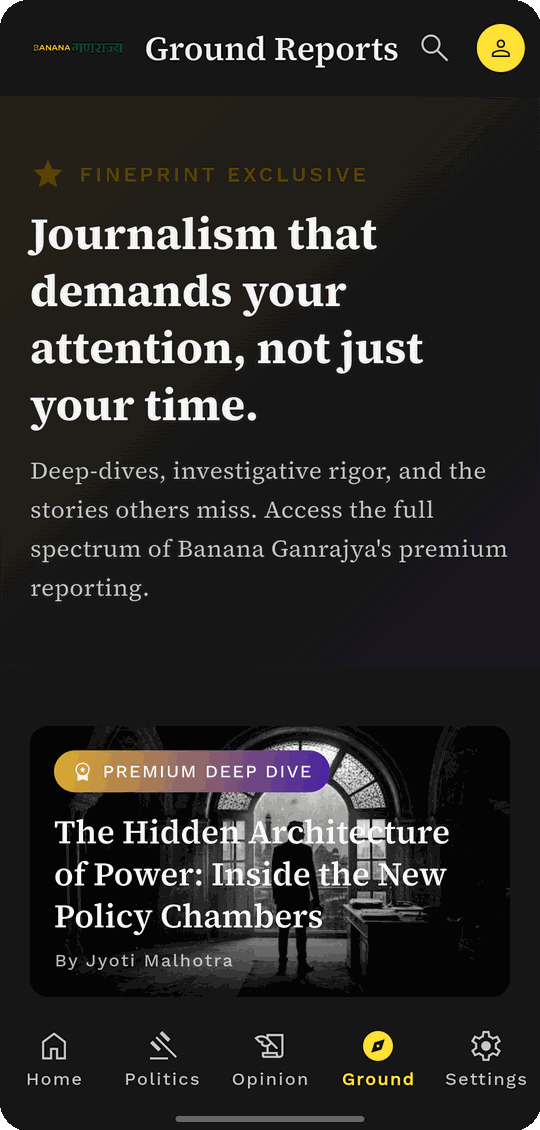 BANANA गणराज्य
Ground Reports
FINEPRINT EXCLUSIVE
Journalism that
demands your
attention, not just
your time.
Deep-dives, investigative rigor, and the
stories others miss. Access the full
spectrum of Banana Ganrajya's premium
reporting.
PREMIUM DEEP DIVE
The Hidden Architecture
of Power: Inside the New
Policy Chambers
By Jyoti Malhotra
Home Politics Opinion Ground Settings